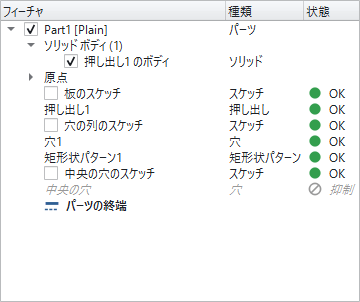 フィーチャ 種類 状態
Part1 [Plain] パーツ
ソリッド ボディ (1)
押し出し1 のボディ ソリッド
原点
板のスケッチ スケッチ OK
押し出し1 押し出し OK
穴の列のスケッチ スケッチ OK
穴1 穴 OK
矩形状パターン1 矩形状パターン OK
中央の穴のスケッチ スケッチ OK
中央の穴 穴 抑制
パーツの終端